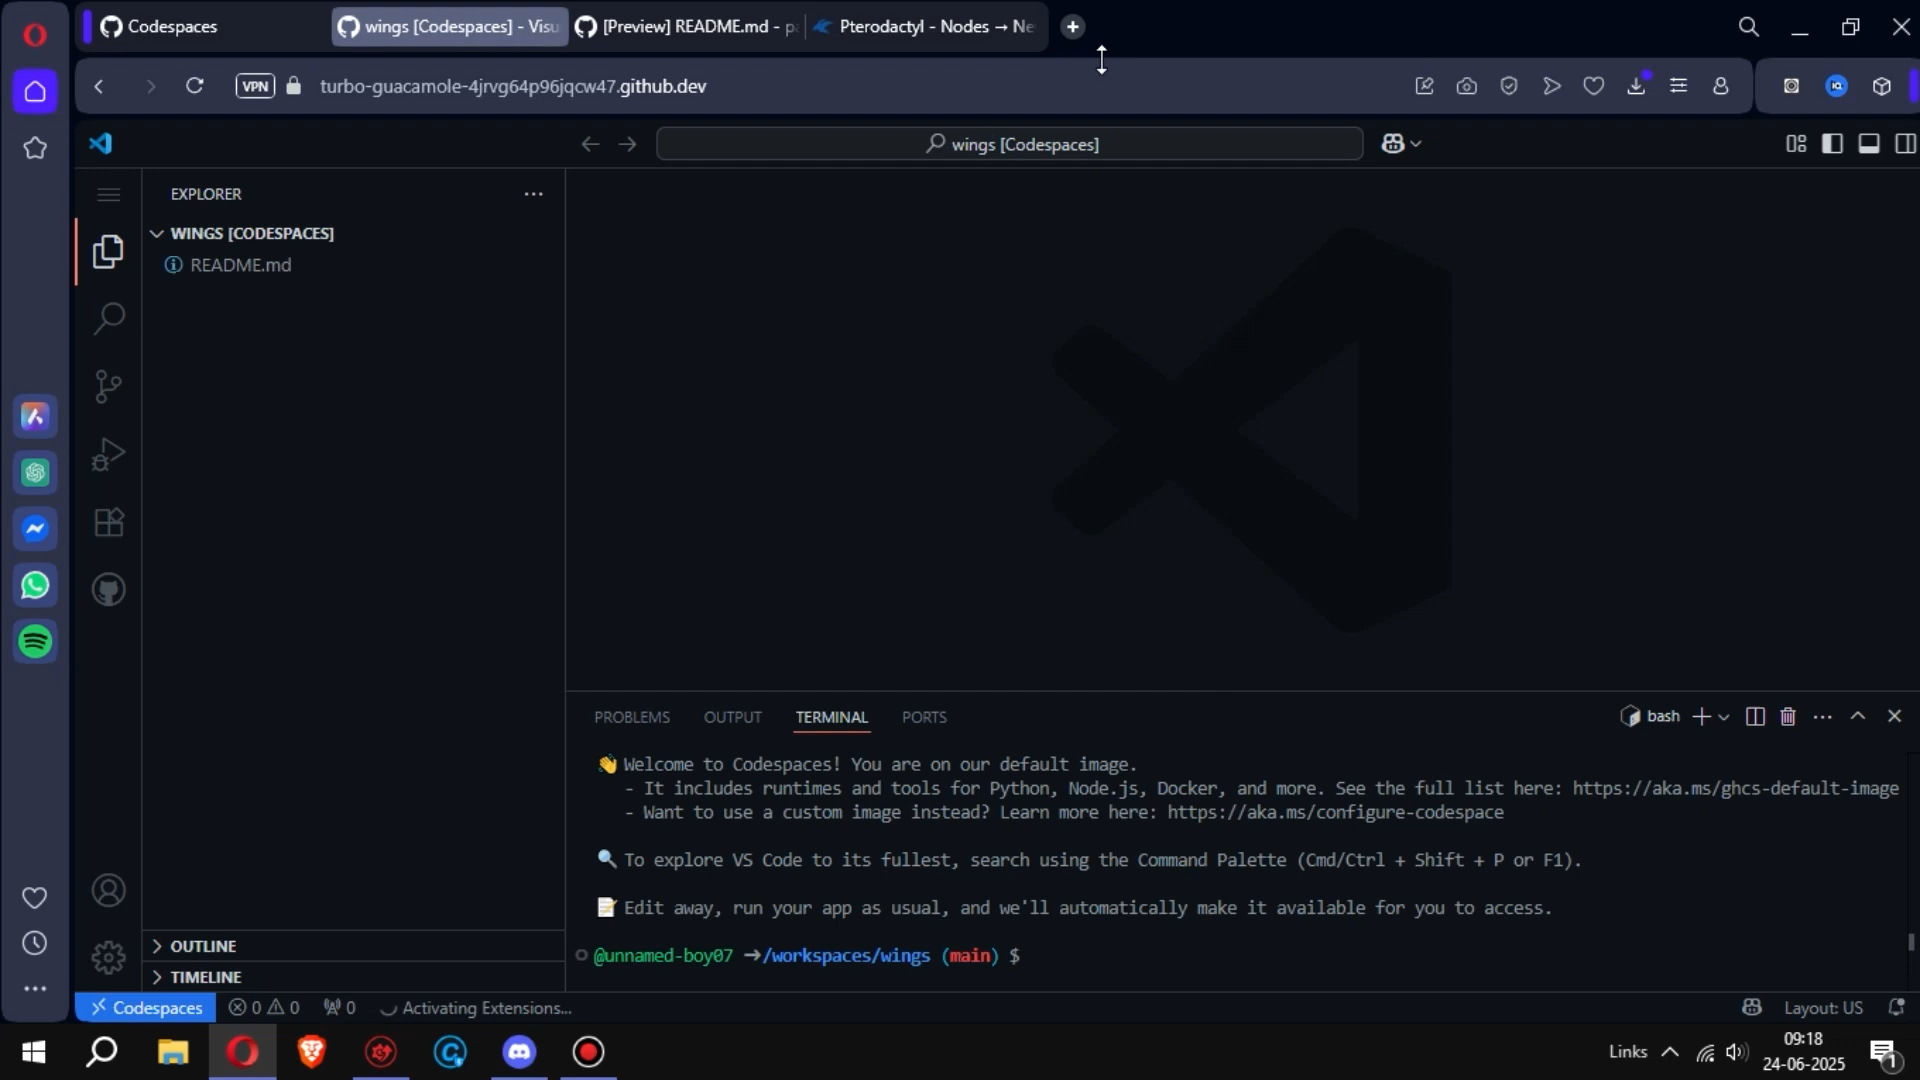 Codespaces
wings [Codespaces] - Visu
[Preview] README.md - pa
Pterodactyl - Nodes → Ne
VPN
turbo-guacamole-4jrvg64p96jqcw47.github.dev
wings [Codespaces]
EXPLORER
WINGS [CODESPACES]
README.md
PROBLEMS
OUTPUT
TERMINAL
PORTS
bash
👋 Welcome to Codespaces! You are on our default image.
- It includes runtimes and tools for Python, Node.js, Docker, and more. See the full list here: https://aka.ms/ghcs-default-image
- Want to use a custom image instead? Learn more here: https://aka.ms/configure-codespace
🔍 To explore VS Code to its fullest, search using the Command Palette (Cmd/Ctrl + Shift + P or F1).
📝 Edit away, run your app as usual, and we'll automatically make it available for you to access.
@unnamed-boy07 ➜/workspaces/wings (main) $
OUTLINE
TIMELINE
Codespaces
0
0
0
Activating Extensions...
Layout: US
Links
09:18
24-06-2025
1